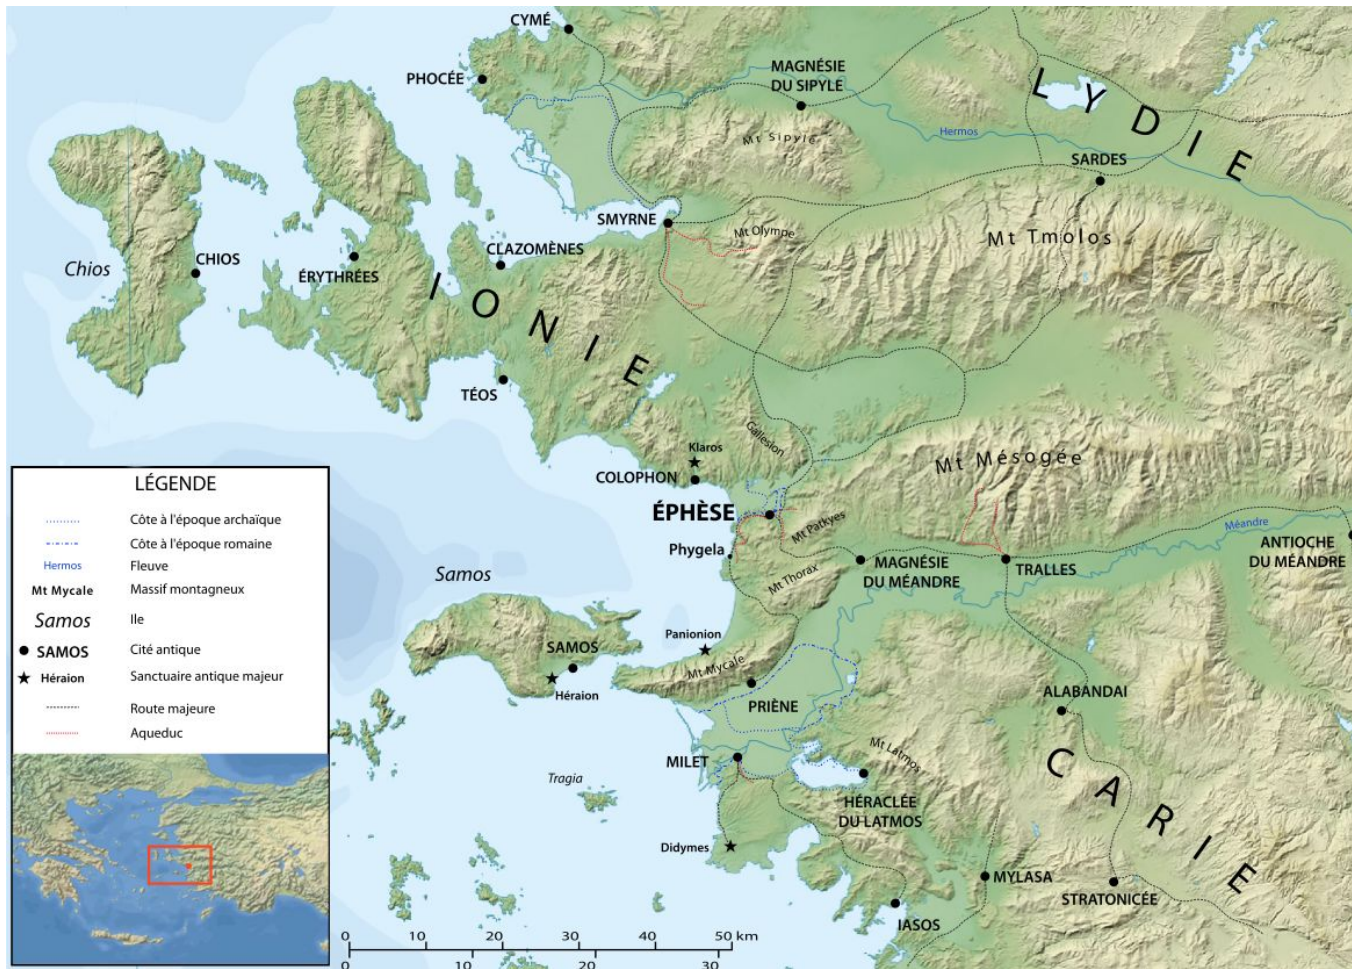 CYMÉ
PHOCÉE
MAGNÉSIE
DU SIPYLE
LYDIE
Hermos
Mt Sipyle
SARDES
SMYRNE
Mt Olympe
Mt Tmolos
CLAZOMÈNES
Chios
CHIOS
ÉRYTHRÉES
IONIE
TÉOS
Gallesion
Klaros
COLOPHON
Mt Mésogée
ÉPHÈSE
Mt Patkyes
Phygela
MAGNÉSIE
DU MÉANDRE
Mt Thorax
TRALLES
Méandre
ANTIOCHE
DU MÉANDRE
Samos
SAMOS
Héraion
Panionion
Mt Mycale
PRIÈNE
ALABANDAI
MILET
Mt Latmos
HÉRACLÉE
DU LATMOS
CARIE
Tragia
Didymes
MYLASA
STRATONICÉE
IASOS
LÉGENDE
Côte à l'époque archaïque
Côte à l'époque romaine
Hermos Fleuve
Mt Mycale Massif montagneux
Samos Ile
SAMOS Cité antique
Héraion Sanctuaire antique majeur
Route majeure
Aqueduc
0 10 20 30 40 50 km
0 10 20 30